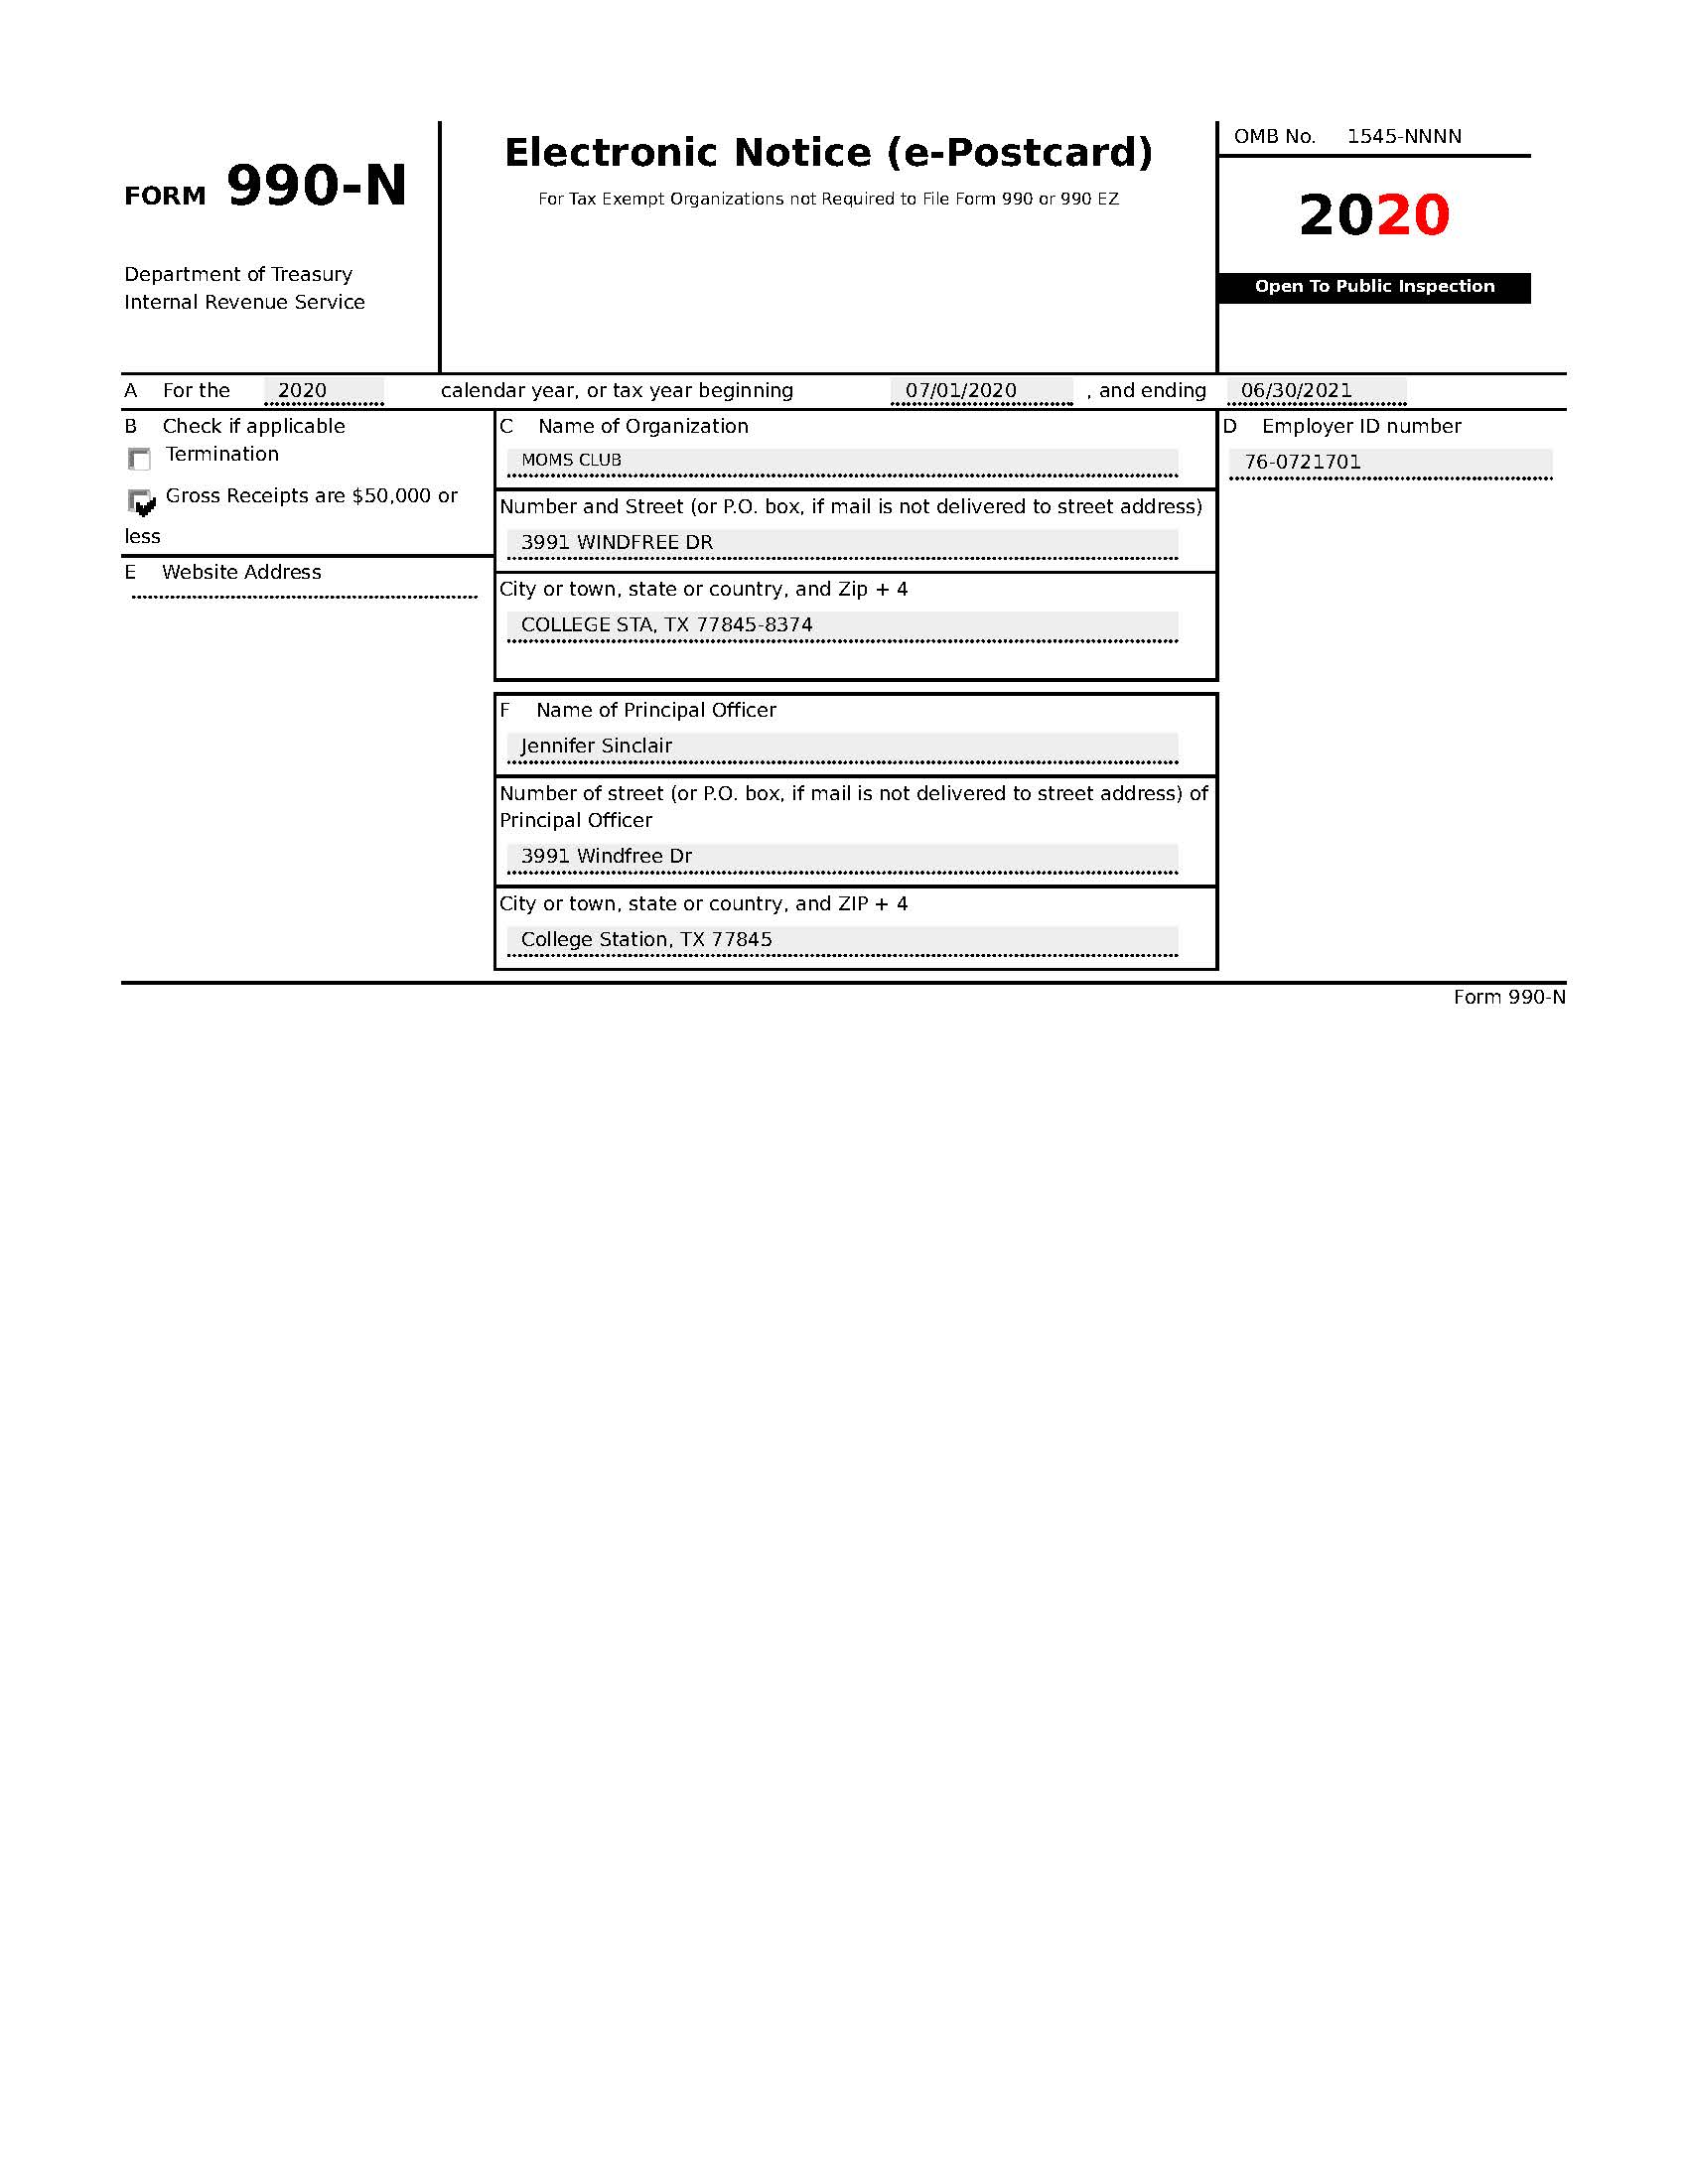 FORM 990-N
Department of Treasury
Internal Revenue Service
Electronic Notice (e-Postcard)
For Tax Exempt Organizations not Required to File Form 990 or 990 EZ
OMB No. 1545-NNNN
2020
Open To Public Inspection
A For the 2020 calendar year, or tax year beginning 07/01/2020 , and ending 06/30/2021
B Check if applicable
Termination
Gross Receipts are $50,000 or
less
E Website Address
C Name of Organization
MOMS CLUB
Number and Street (or P.O. box, if mail is not delivered to street address)
3991 WINDFREE DR
City or town, state or country, and Zip + 4
COLLEGE STA, TX 77845-8374
D Employer ID number
76-0721701
F Name of Principal Officer
Jennifer Sinclair
Number of street (or P.O. box, if mail is not delivered to street address) of
Principal Officer
3991 Windfree Dr
City or town, state or country, and ZIP + 4
College Station, TX 77845
Form 990-N